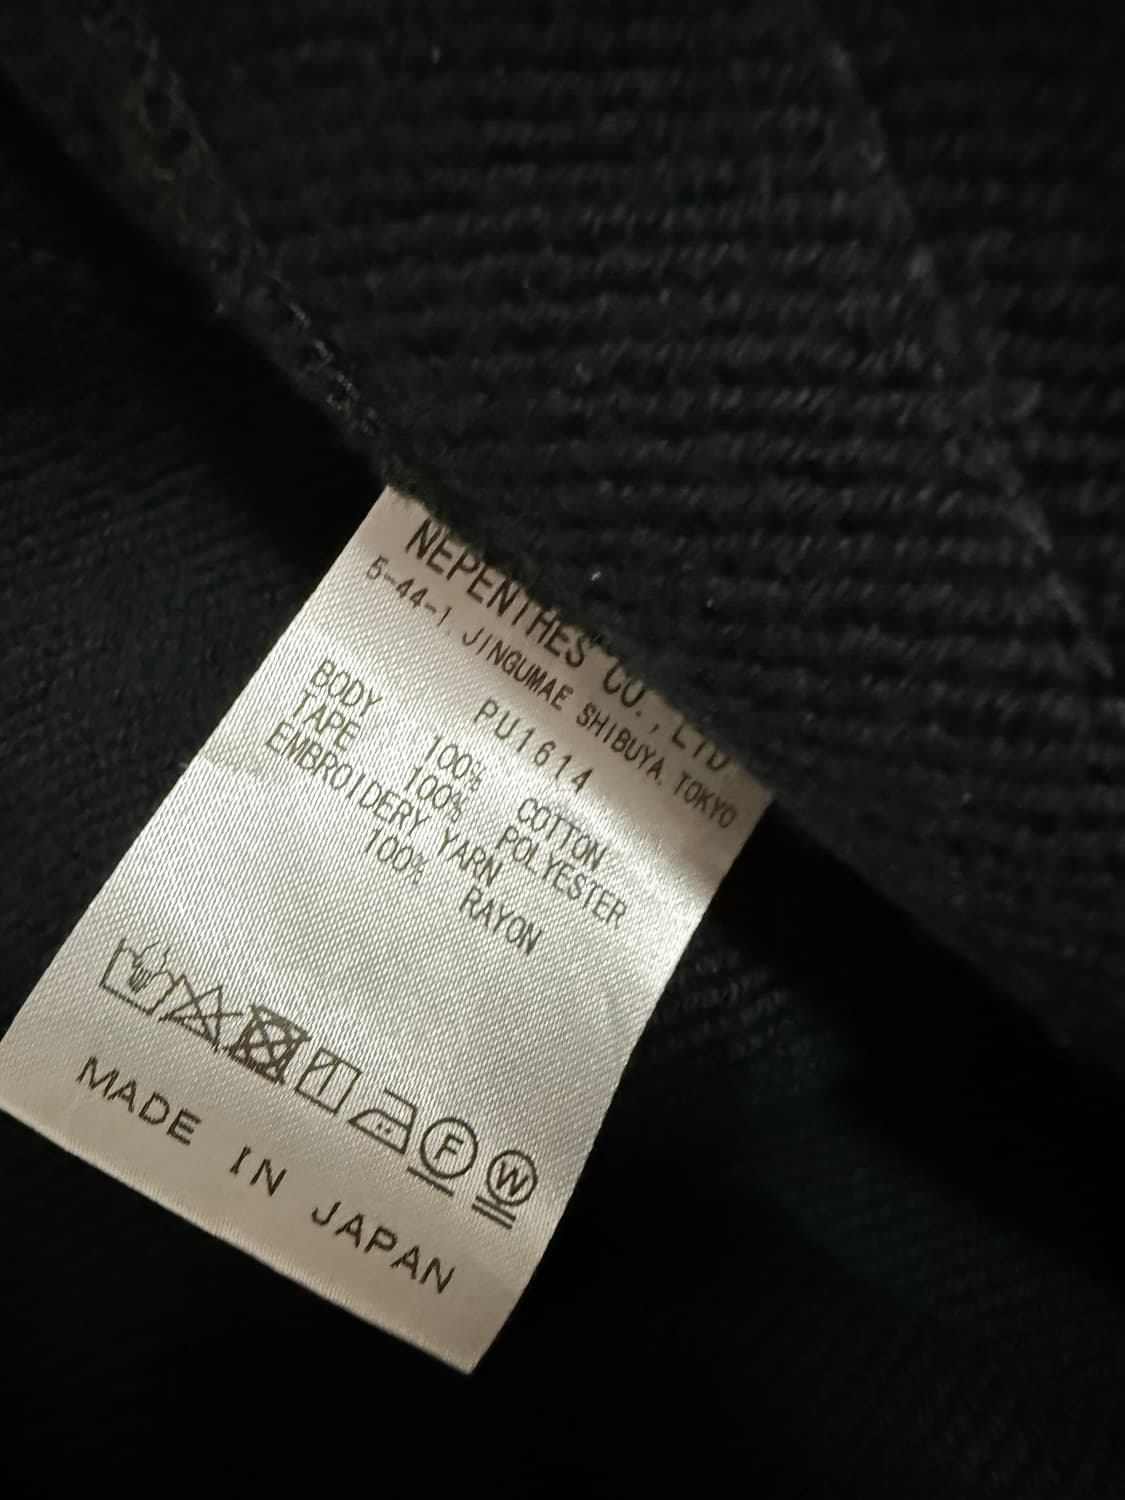 NEPENTHES CO., LTD.
5-44-1, JINGUMAE SHIBUYA, TOKYO
PU1614
BODY 100% COTTON
TAPE 100% POLYESTER
EMBROIDERY YARN
100% RAYON
F W
MADE IN JAPAN